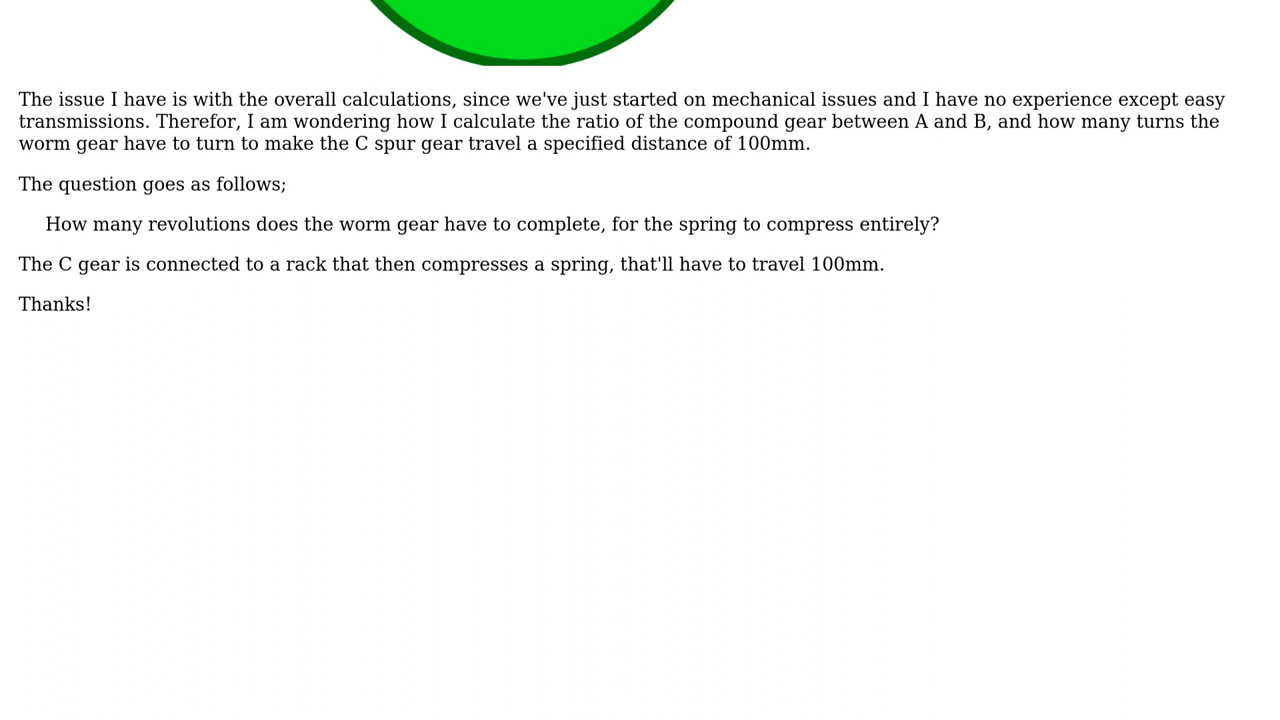 The issue I have is with the overall calculations, since we've just started on mechanical issues and I have no experience except easy
transmissions. Therefor, I am wondering how I calculate the ratio of the compound gear between A and B, and how many turns the
worm gear have to turn to make the C spur gear travel a specified distance of 100mm.
The question goes as follows;
How many revolutions does the worm gear have to complete, for the spring to compress entirely?
The C gear is connected to a rack that then compresses a spring, that'll have to travel 100mm.
Thanks!